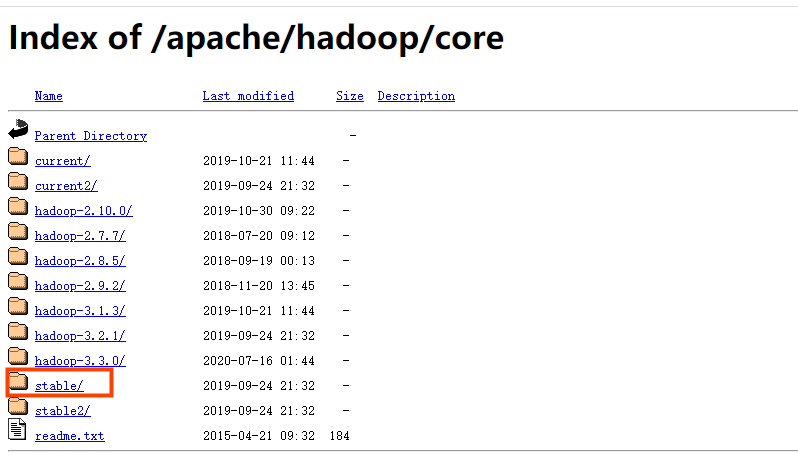 Index of /apache/hadoop/core
Name Last modified Size Description
Parent Directory -
current/ 2019-10-21 11:44 -
current2/ 2019-09-24 21:32 -
hadoop-2.10.0/ 2019-10-30 09:22 -
hadoop-2.7.7/ 2018-07-20 09:12 -
hadoop-2.8.5/ 2018-09-19 00:13 -
hadoop-2.9.2/ 2018-11-20 13:45 -
hadoop-3.1.3/ 2019-10-21 11:44 -
hadoop-3.2.1/ 2019-09-24 21:32 -
hadoop-3.3.0/ 2020-07-16 01:44 -
stable/ 2019-09-24 21:32 -
stable2/ 2019-09-24 21:32 -
readme.txt 2015-04-21 09:32 184